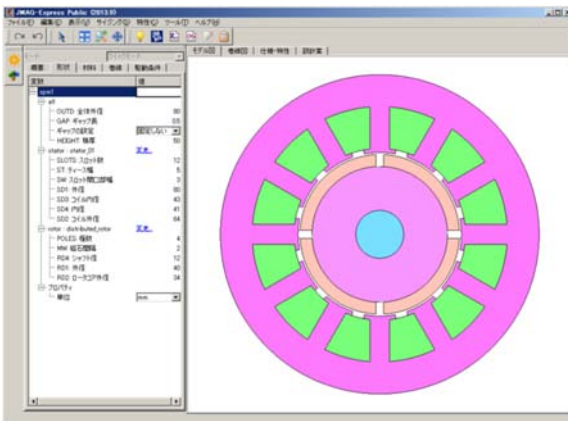 JMAG-Express Public (2013.10)
ファイル(F) 編集(E) 表示(V) サイジング(S) 特性(C) ツール(T) ヘルプ(H)
モデル図 巻線図 仕様・特性 設計案
概要 形状 材料 巻線 駆動条件
変数 値
all
OUTD: 全体外径 80
GAP: ギャップ長 0.5
ギャップの設定 固定しない
HEIGHT: 積厚 50
stator : stator_01 変更...
SLOTS: スロット数 12
ST: ティース幅 5
SW: スロット開口部幅 3
SD1: 外径 80
SD3: コイル内径 43
SD4: 内径 41
SD2: コイル外径 64
rotor : distributed_rotor 変更...
POLES: 極数 4
MW: 磁石間隔 2
RD4: シャフト径 12
RD1: 外径 40
RD2: ロータコア外径 34
プロパティ
単位 mm